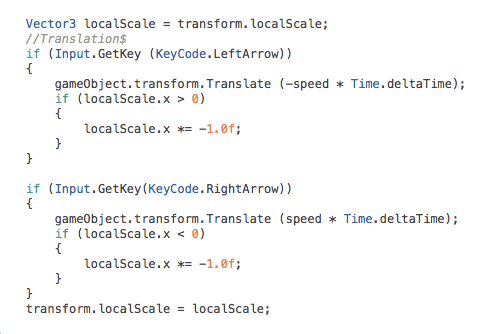 Vector3 localScale = transform.localScale;
//Translation$
if (Input.GetKey (KeyCode.LeftArrow))
{
    gameObject.transform.Translate (-speed * Time.deltaTime);
    if (localScale.x > 0)
    {
        localScale.x *= -1.0f;
    }
}

if (Input.GetKey(KeyCode.RightArrow))
{
    gameObject.transform.Translate (speed * Time.deltaTime);
    if (localScale.x < 0)
    {
        localScale.x *= -1.0f;
    }
}
transform.localScale = localScale;